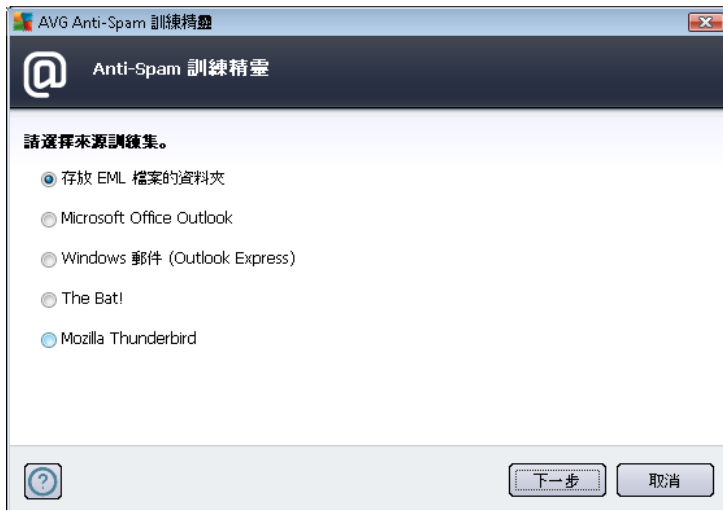 AVG Anti-Spam 訓練精靈
Anti-Spam 訓練精靈
請選擇來源訓練集。
存放 EML 檔案的資料夾
Microsoft Office Outlook
Windows 郵件 (Outlook Express)
The Bat!
Mozilla Thunderbird
下一步
取消